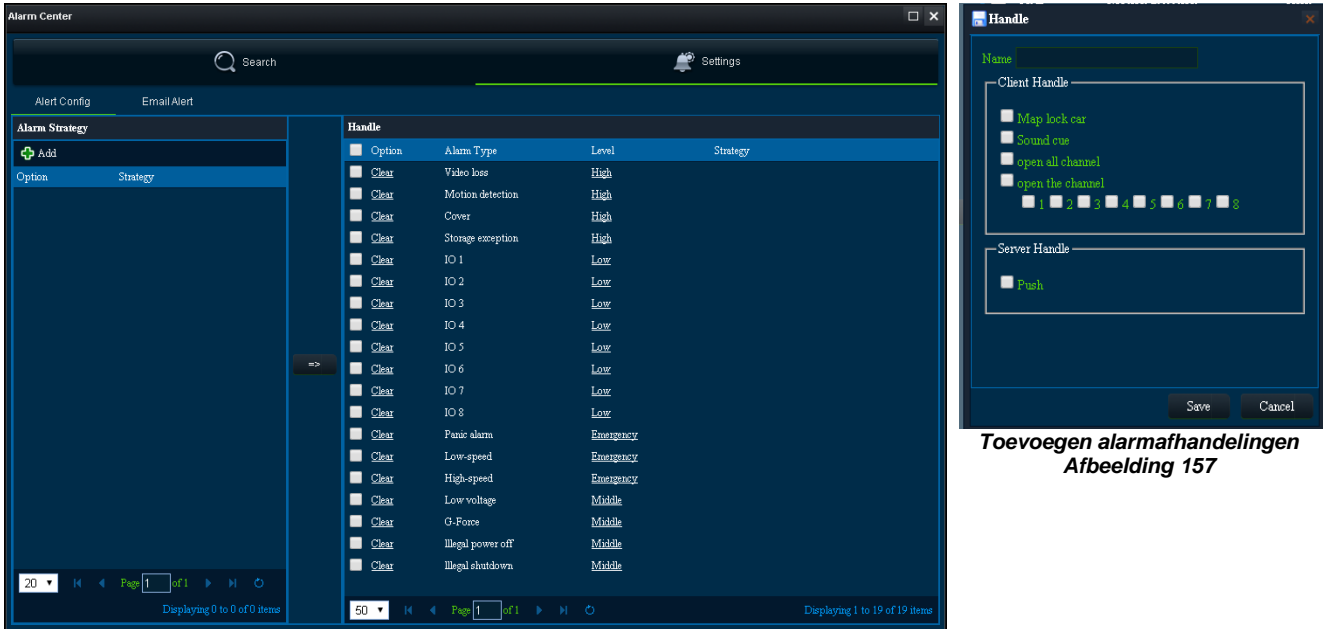 Alarm Center
Search
Settings
Alert Config Email Alert
Alarm Strategy
Add
Option Strategy
=>
20 Page 1 of 1
Displaying 0 to 0 of 0 items
Handle
Option Alarm Type Level Strategy
Clear Video loss High
Clear Motion detection High
Clear Cover High
Clear Storage exception High
Clear IO 1 Low
Clear IO 2 Low
Clear IO 3 Low
Clear IO 4 Low
Clear IO 5 Low
Clear IO 6 Low
Clear IO 7 Low
Clear IO 8 Low
Clear Panic alarm Emergency
Clear Low-speed Emergency
Clear High-speed Emergency
Clear Low voltage Middle
Clear G-Force Middle
Clear Illegal power off Middle
Clear Illegal shutdown Middle
50 Page 1 of 1
Displaying 1 to 19 of 19 items
Handle
Name
Client Handle
Map lock car
Sound cue
open all channel
open the channel
1 2 3 4 5 6 7 8
Server Handle
Push
Save Cancel
Toevoegen alarmafhandelingen
Afbeelding 157